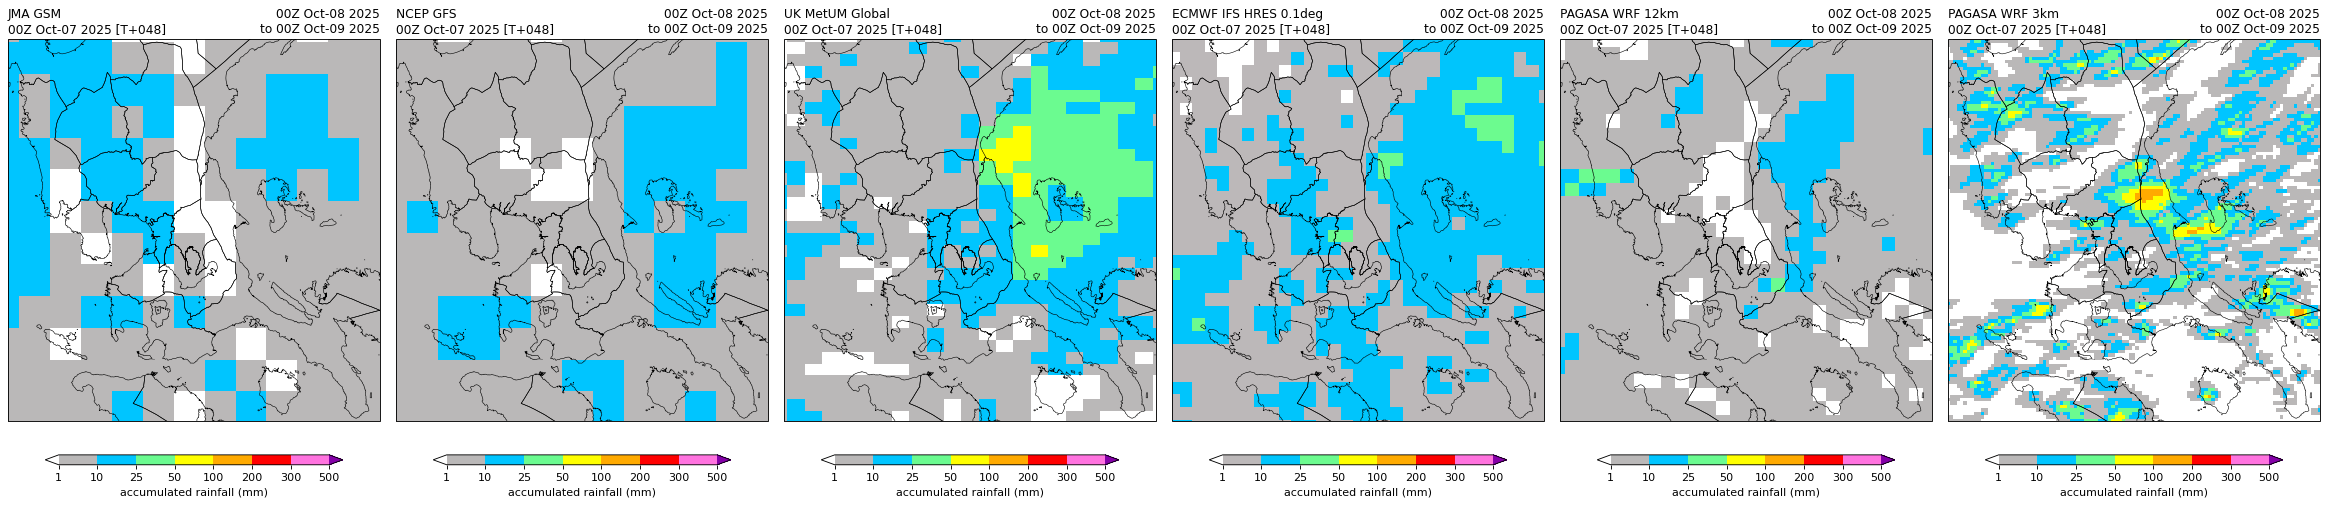 JMA GSM 00Z Oct-08 2025
00Z Oct-07 2025 [T+048] to 00Z Oct-09 2025
1 10 25 50 100 200 300 500
accumulated rainfall (mm)
NCEP GFS 00Z Oct-08 2025
00Z Oct-07 2025 [T+048] to 00Z Oct-09 2025
1 10 25 50 100 200 300 500
accumulated rainfall (mm)
UK MetUM Global 00Z Oct-08 2025
00Z Oct-07 2025 [T+048] to 00Z Oct-09 2025
1 10 25 50 100 200 300 500
accumulated rainfall (mm)
ECMWF IFS HRES 0.1deg 00Z Oct-08 2025
00Z Oct-07 2025 [T+048] to 00Z Oct-09 2025
1 10 25 50 100 200 300 500
accumulated rainfall (mm)
PAGASA WRF 12km 00Z Oct-08 2025
00Z Oct-07 2025 [T+048] to 00Z Oct-09 2025
1 10 25 50 100 200 300 500
accumulated rainfall (mm)
PAGASA WRF 3km 00Z Oct-08 2025
00Z Oct-07 2025 [T+048] to 00Z Oct-09 2025
1 10 25 50 100 200 300 500
accumulated rainfall (mm)